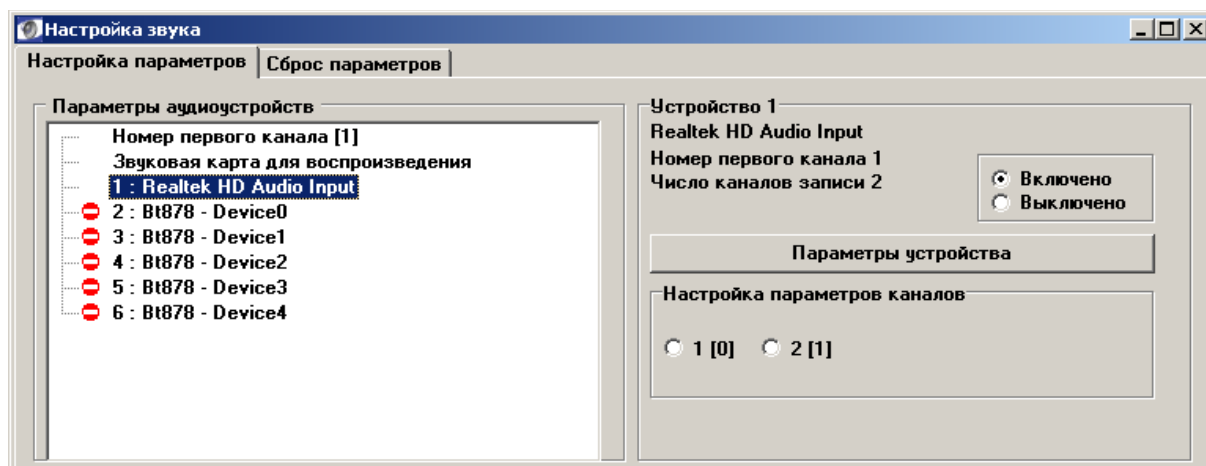 Настройка звука
Настройка параметров
Сброс параметров
Параметры аудиоустройств
Номер первого канала [1]
Звуковая карта для воспроизведения
1 : Realtek HD Audio Input
2 : Bt878 - Device0
3 : Bt878 - Device1
4 : Bt878 - Device2
5 : Bt878 - Device3
6 : Bt878 - Device4
Устройство 1
Realtek HD Audio Input
Номер первого канала 1
Число каналов записи 2
Включено
Выключено
Параметры устройства
Настройка параметров каналов
1 [0] 2 [1]